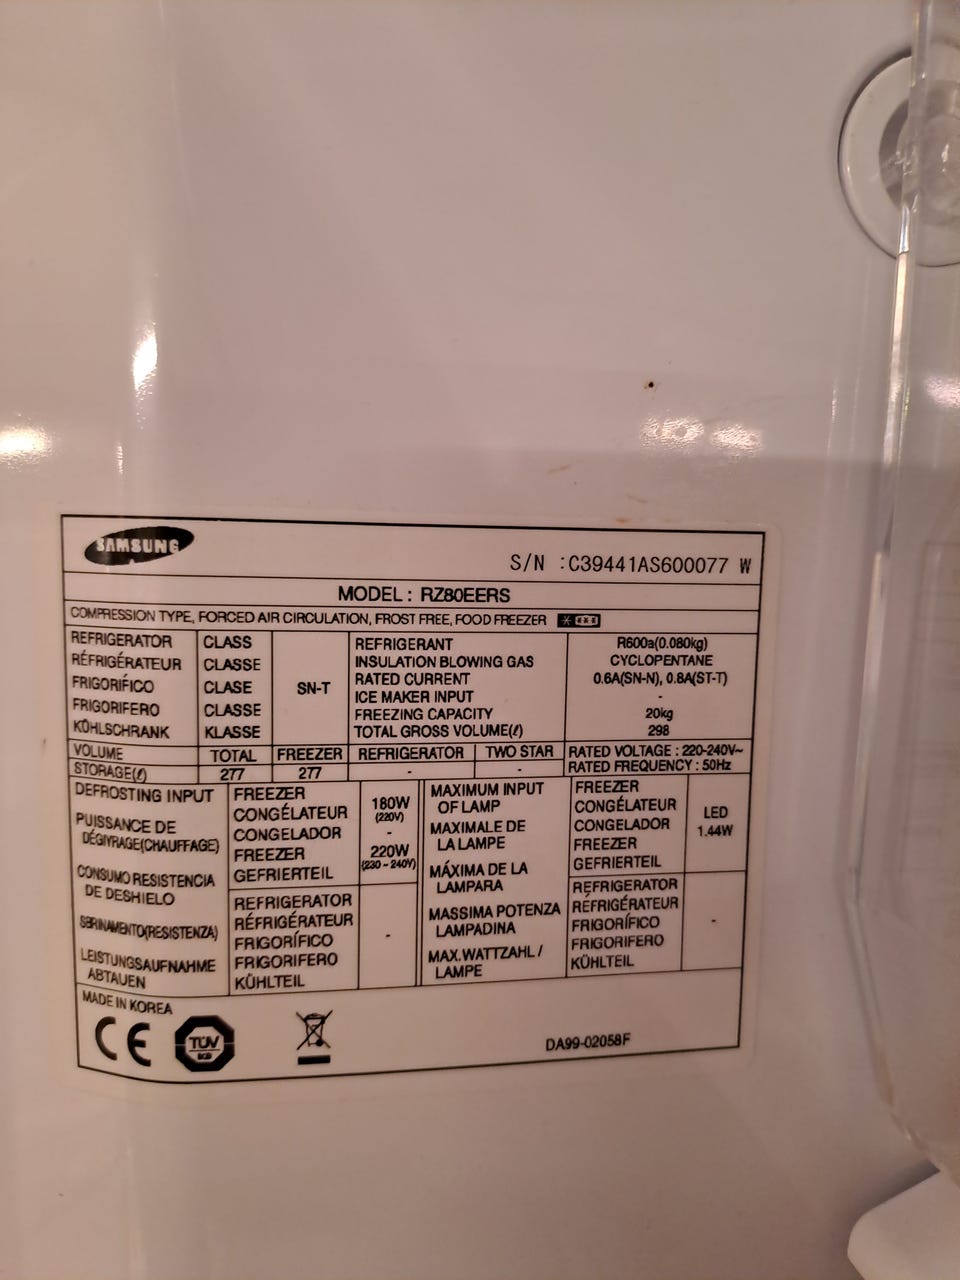 SAMSUNG
S/N :C39441AS600077 W
MODEL : RZ80EERS
COMPRESSION TYPE, FORCED AIR CIRCULATION, FROST FREE, FOOD FREEZER
REFRIGERATOR CLASS
RÉFRIGÉRATEUR CLASSE
FRIGORIFÍCO CLASE
FRIGORIFERO CLASSE
KÜHLSCHRANK KLASSE
SN-T
REFRIGERANT R600a(0.080kg)
INSULATION BLOWING GAS CYCLOPENTANE
RATED CURRENT 0.6A(SN-N), 0.8A(ST-T)
ICE MAKER INPUT -
FREEZING CAPACITY 20kg
TOTAL GROSS VOLUME(ℓ) 298
VOLUME TOTAL FREEZER REFRIGERATOR TWO STAR
STORAGE(ℓ) 277 277 - -
RATED VOLTAGE : 220-240V~
RATED FREQUENCY : 50Hz
DEFROSTING INPUT
PUISSANCE DE
DÉGIVRAGE(CHAUFFAGE)
CONSUMO RESISTENCIA
DE DESHIELO
SBRINAMENTO(RESISTENZA)
LEISTUNGSAUFNAHME
ABTAUEN
FREEZER
CONGÉLATEUR
CONGELADOR
FREEZER
GEFRIERTEIL
180W
(220V)
-
220W
(230~240V)
REFRIGERATOR
RÉFRIGÉRATEUR
FRIGORÍFICO
FRIGORIFERO
KÜHLTEIL
-
MAXIMUM INPUT
OF LAMP
MAXIMALE DE
LA LAMPE
MÁXIMA DE LA
LAMPARA
MASSIMA POTENZA
LAMPADINA
MAX.WATTZAHL /
LAMPE
FREEZER
CONGÉLATEUR
CONGELADOR
FREEZER
GEFRIERTEIL
LED
1.44W
REFRIGERATOR
RÉFRIGÉRATEUR
FRIGORÍFICO
FRIGORIFERO
KÜHLTEIL
-
MADE IN KOREA
CE
TÜV
DA99-02058F